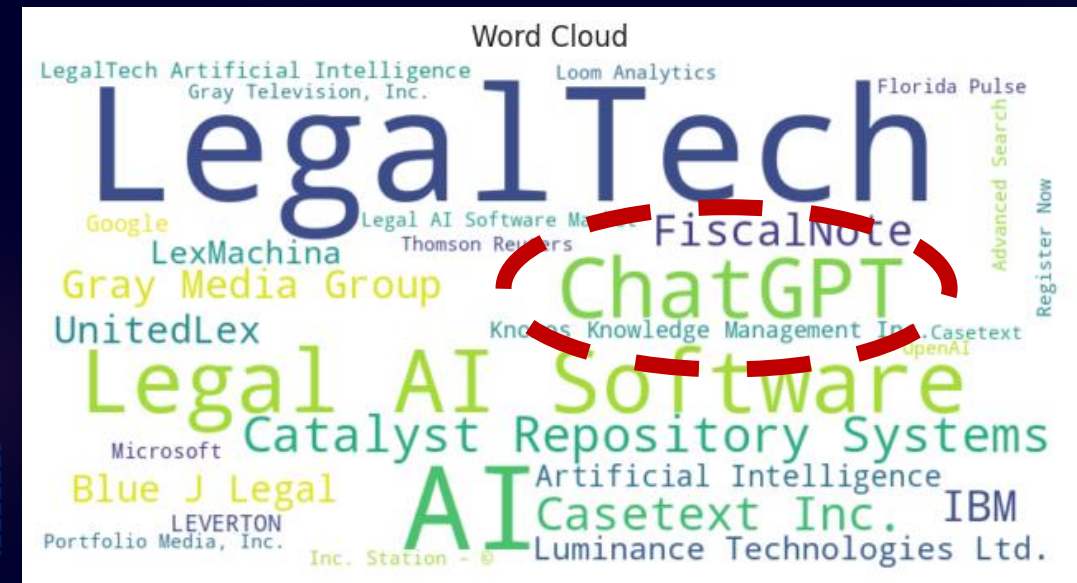 Word Cloud
LegalTech Artificial Intelligence
Loom Analytics
Gray Television, Inc.
Florida Pulse
LegalTech
Advanced Search
Register Now
Google
Legal AI Software
FiscalNote
LexMachina
Thomson
Gray Media Group
ChatGPT
UnitedLex
Knowledge Management
Casetext
OpenAI
Legal AI Software
Microsoft
Catalyst Repository Systems
AI
Artificial Intelligence
Blue J Legal
Casetext Inc.
IBM
LEVERTON
Portfolio Media, Inc.
Luminance Technologies Ltd.
Inc. Station - ©